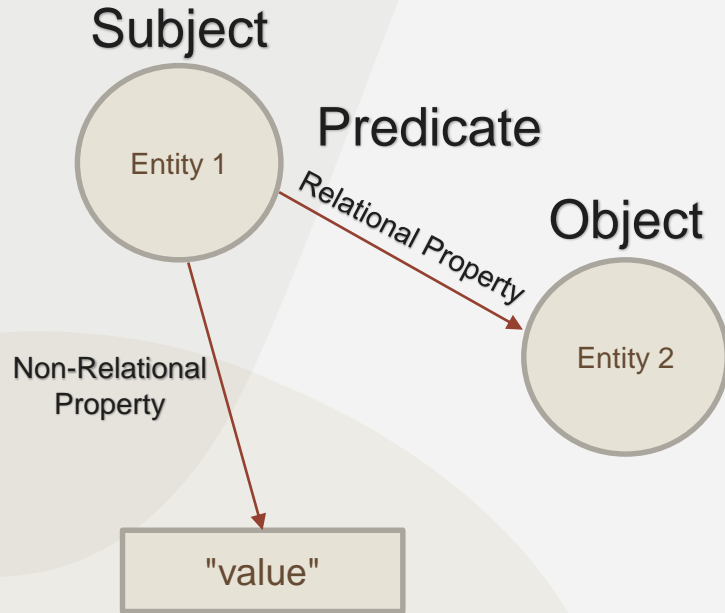 Subject
Entity 1
Predicate
Relational Property
Object
Entity 2
Non-Relational
Property
"value"